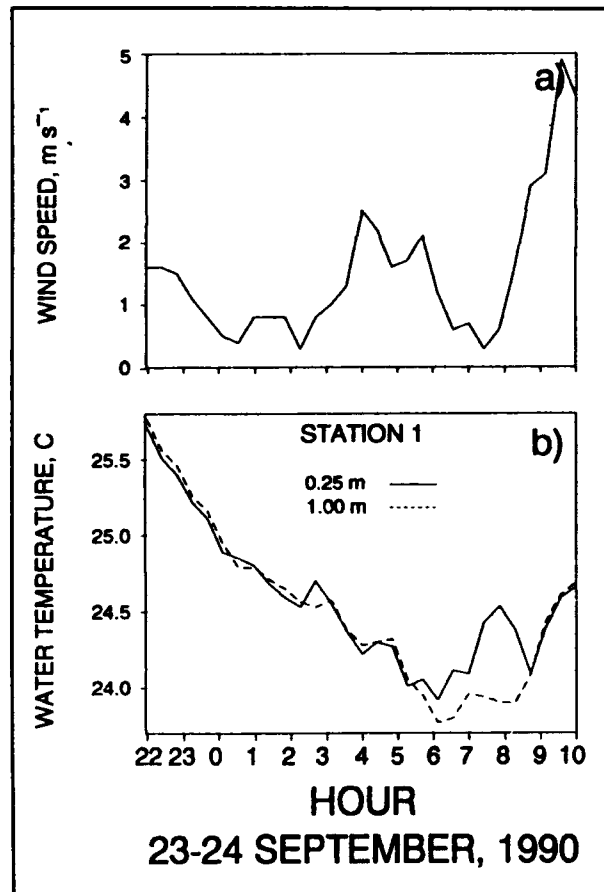 a)
WIND SPEED, m s⁻¹
5
4
3
2
1
0
b)
STATION 1
0.25 m
1.00 m
WATER TEMPERATURE, C
25.5
25.0
24.5
24.0
22 23 0 1 2 3 4 5 6 7 8 9 10
HOUR
23-24 SEPTEMBER, 1990